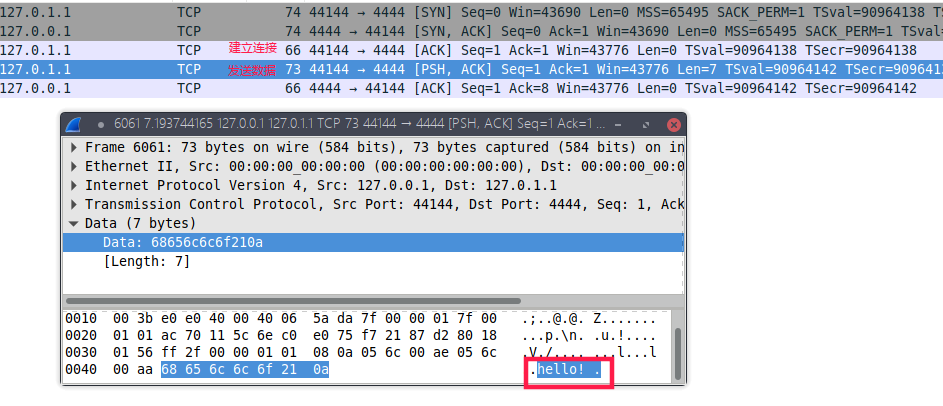 127.0.1.1 TCP 74 44144 → 4444 [SYN] Seq=0 Win=43690 Len=0 MSS=65495 SACK_PERM=1 TSval=90964138 TS
127.0.0.1 TCP 74 4444 → 44144 [SYN, ACK] Seq=0 Ack=1 Win=43690 Len=0 MSS=65495 SACK_PERM=1 TSval=
127.0.1.1 TCP 建立连接 66 44144 → 4444 [ACK] Seq=1 Ack=1 Win=43776 Len=0 TSval=90964138 TSecr=90964138
127.0.1.1 TCP 发送数据 73 44144 → 4444 [PSH, ACK] Seq=1 Ack=1 Win=43776 Len=7 TSval=90964142 TSecr=9096413
127.0.0.1 TCP 66 4444 → 44144 [ACK] Seq=1 Ack=8 Win=43776 Len=0 TSval=90964142 TSecr=90964142
6061 7.193744165 127.0.0.1 127.0.1.1 TCP 73 44144 → 4444 [PSH, ACK] Seq=1 Ack=1 ...
Frame 6061: 73 bytes on wire (584 bits), 73 bytes captured (584 bits) on in
Ethernet II, Src: 00:00:00_00:00:00 (00:00:00:00:00:00), Dst: 00:00:00_00:0
Internet Protocol Version 4, Src: 127.0.0.1, Dst: 127.0.1.1
Transmission Control Protocol, Src Port: 44144, Dst Port: 4444, Seq: 1, Ack
Data (7 bytes)
Data: 68656c6c6f210a
[Length: 7]
0010 00 3b e0 e0 40 00 40 06 5a da 7f 00 00 01 7f 00 .;..@.@. Z.......
0020 01 01 ac 70 11 5c 6e c0 e0 75 f7 21 87 d2 80 18 ...p.\n. .u.!....
0030 01 56 ff 2f 00 00 01 01 08 0a 05 6c 00 ae 05 6c .V./.... ...l...l
0040 00 aa 68 65 6c 6c 6f 21 0a ..hello! .